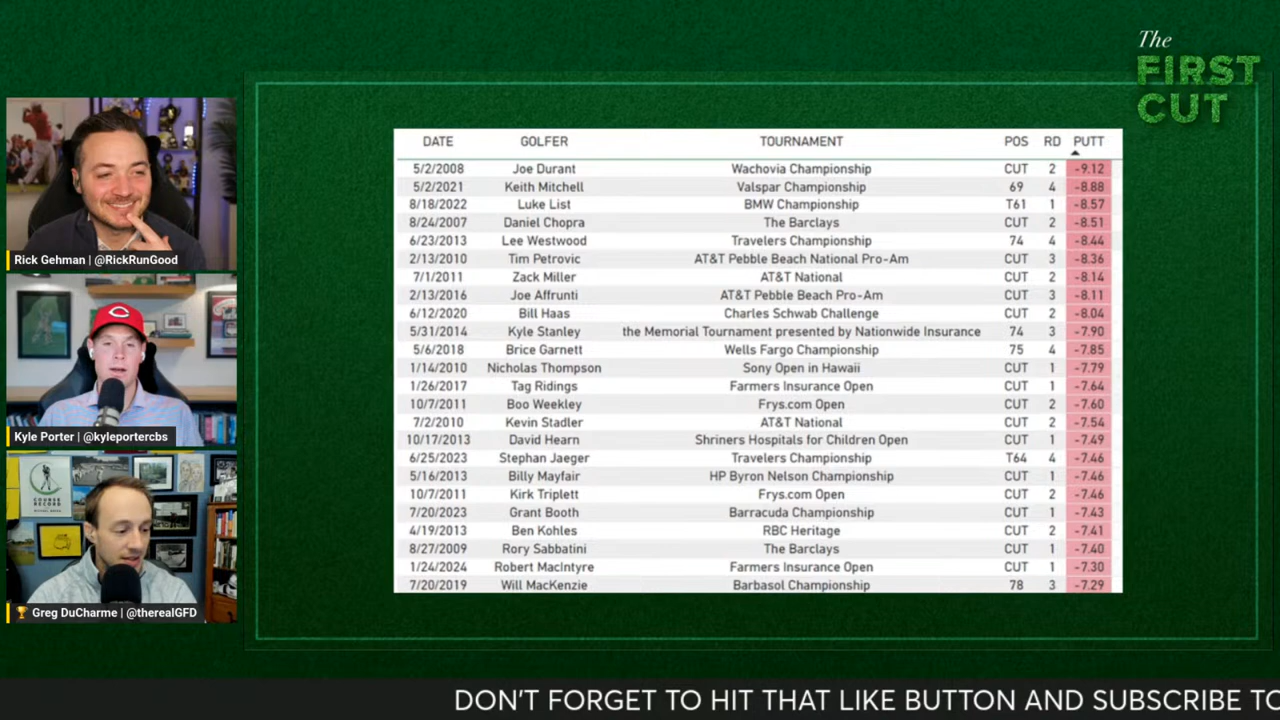 The
FIRST
CUT
DATE GOLFER TOURNAMENT POS RD PUTT
5/2/2008 Joe Durant Wachovia Championship CUT 2 -9.12
5/2/2021 Keith Mitchell Valspar Championship 69 4 -8.88
8/18/2022 Luke List BMW Championship T61 1 -8.57
8/24/2007 Daniel Chopra The Barclays CUT 2 -8.51
6/23/2013 Lee Westwood Travelers Championship 74 4 -8.44
2/13/2010 Tim Petrovic AT&T Pebble Beach National Pro-Am CUT 3 -8.36
7/1/2011 Zack Miller AT&T National CUT 2 -8.14
2/13/2016 Joe Affrunti AT&T Pebble Beach Pro-Am CUT 3 -8.11
6/12/2020 Bill Haas Charles Schwab Challenge CUT 2 -8.04
5/31/2014 Kyle Stanley the Memorial Tournament presented by Nationwide Insurance 74 3 -7.90
5/6/2018 Brice Garnett Wells Fargo Championship 75 4 -7.85
1/14/2010 Nicholas Thompson Sony Open in Hawaii CUT 1 -7.79
1/26/2017 Tag Ridings Farmers Insurance Open CUT 1 -7.64
10/7/2011 Boo Weekley Frys.com Open CUT 2 -7.60
7/2/2010 Kevin Stadler AT&T National CUT 2 -7.54
10/17/2013 David Hearn Shriners Hospitals for Children Open CUT 1 -7.49
6/25/2023 Stephan Jaeger Travelers Championship T64 4 -7.46
5/16/2013 Billy Mayfair HP Byron Nelson Championship CUT 1 -7.46
10/7/2011 Kirk Triplett Frys.com Open CUT 2 -7.46
7/20/2023 Grant Booth Barracuda Championship CUT 1 -7.43
4/19/2013 Ben Kohles RBC Heritage CUT 2 -7.41
8/27/2009 Rory Sabbatini The Barclays CUT 1 -7.40
1/24/2024 Robert MacIntyre Farmers Insurance Open CUT 1 -7.30
7/20/2019 Will MacKenzie Barbasol Championship 78 3 -7.29
Rick Gehman | @RickRunGood
Kyle Porter | @kyleportercbs
COURSE
RECORD
Greg DuCharme | @therealGFD
DON'T FORGET TO HIT THAT LIKE BUTTON AND SUBSCRIBE TO